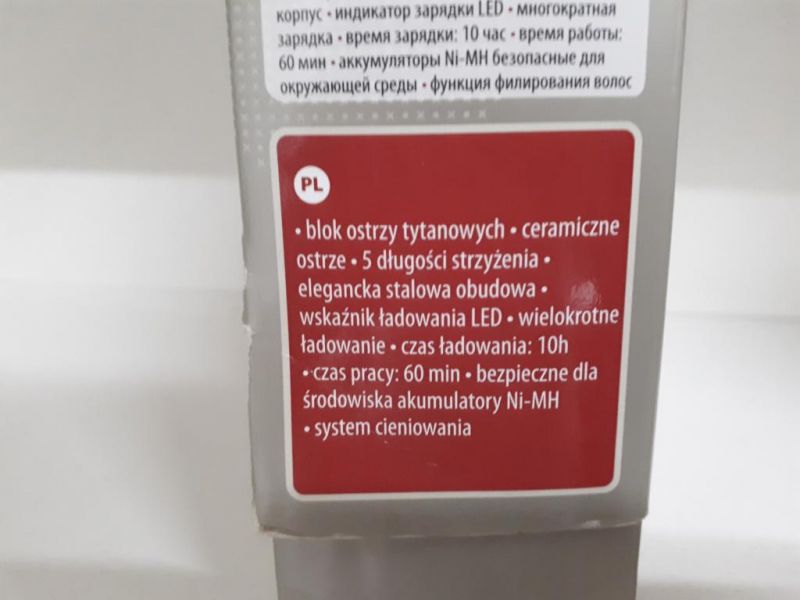 корпус • индикатор зарядки LED • многократная
зарядка • время зарядки: 10 час • время работы:
60 мин • аккумуляторы Ni-MH безопасные для
окружающей среды • функция филирования волос
PL
• blok ostrzy tytanowych • ceramiczne
ostrze • 5 długości strzyżenia •
elegancka stalowa obudowa •
wskaźnik ładowania LED • wielokrotne
ładowanie • czas ładowania: 10h
• czas pracy: 60 min • bezpieczne dla
środowiska akumulatory Ni-MH
• system cieniowania